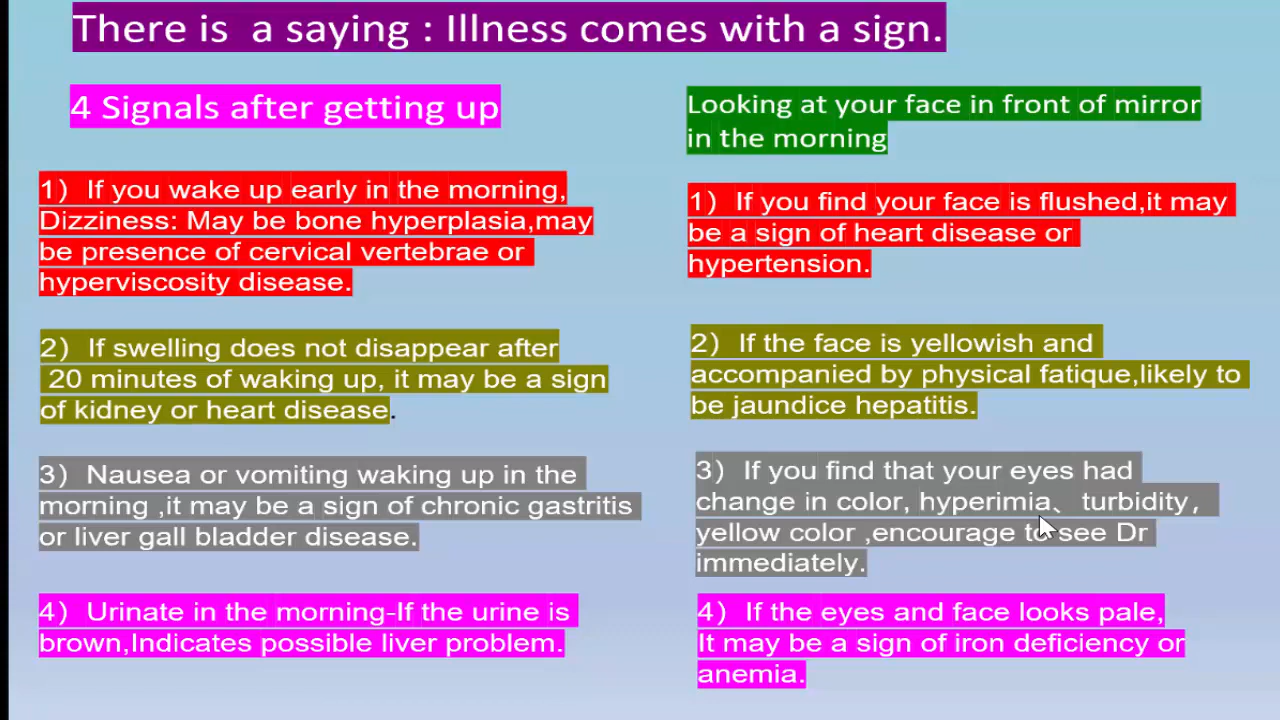 There is a saying : Illness comes with a sign.
4 Signals after getting up
1） If you wake up early in the morning,
Dizziness: May be bone hyperplasia,may
be presence of cervical vertebrae or
hyperviscosity disease.
2） If swelling does not disappear after
20 minutes of waking up, it may be a sign
of kidney or heart disease.
3） Nausea or vomiting waking up in the
morning ,it may be a sign of chronic gastritis
or liver gall bladder disease.
4） Urinate in the morning-If the urine is
brown,Indicates possible liver problem.
Looking at your face in front of mirror
in the morning
1） If you find your face is flushed,it may
be a sign of heart disease or
hypertension.
2） If the face is yellowish and
accompanied by physical fatique,likely to
be jaundice hepatitis.
3） If you find that your eyes had
change in color, hyperimia、 turbidity，
yellow color ,encourage to see Dr
immediately.
4） If the eyes and face looks pale,
It may be a sign of iron deficiency or
anemia.